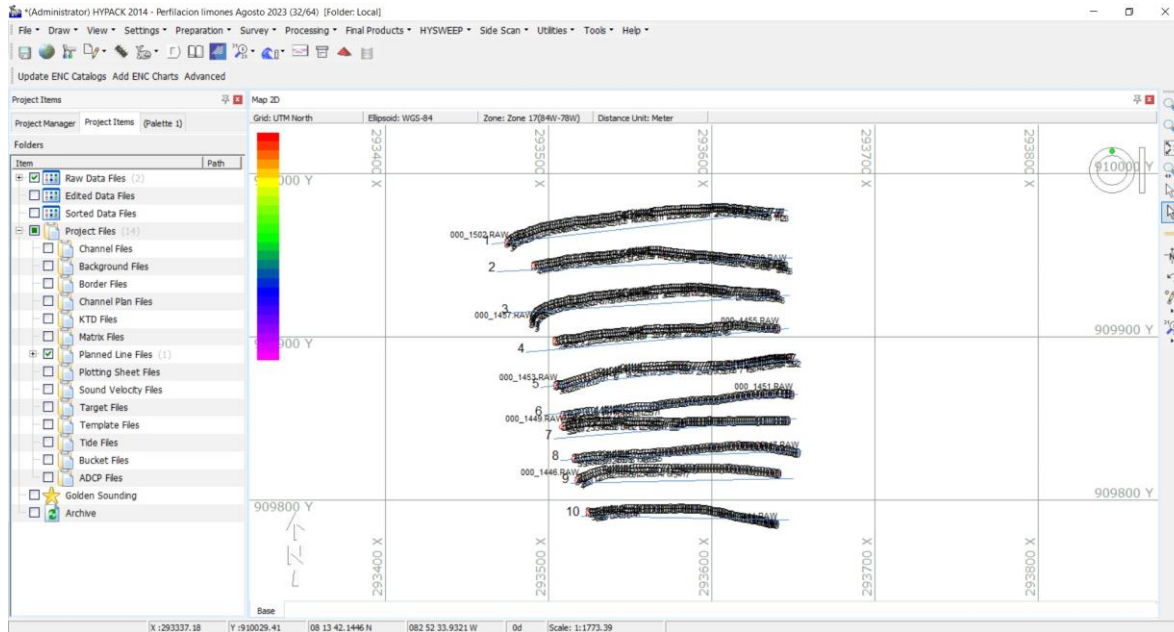 *(Administrator) HYPACK 2014 - Perfilacion limones Agosto 2023 (32/64) [Folder: Local]
File Draw View Settings Preparation Survey Processing Final Products HYSWEEP Side Scan Utilities Tools Help
Update ENC Catalogs Add ENC Charts Advanced
Project Items
Project Manager Project Items (Palette 1)
Folders
Item Path
Raw Data Files (2)
Edited Data Files
Sorted Data Files
Project Files (14)
Channel Files
Background Files
Border Files
Channel Plan Files
KTD Files
Matrix Files
Planned Line Files (1)
Plotting Sheet Files
Sound Velocity Files
Target Files
Template Files
Tide Files
Bucket Files
ADCP Files
Golden Sounding
Archive
Map 2D
Grid: UTM North Ellipsoid: WGS-84 Zone: Zone 17(84W-78W) Distance Unit: Meter
293400 X
293500 X
293600 X
293700 X
293800 X
000 Y
910000 Y
000_1502.RAW
1
2
3
000_1457.RAW
000_1455.RAW
900 Y
909900 Y
4
000_1453.RAW
5
000_1451.RAW
6
000_1449.RAW
7
8
000_1446.RAW
9
909800 Y
909800 Y
10
293400 X
293500 X
293600 X
293700 X
293800 X
Base
X :293337.18 Y :910029.41 08 13 42.1446 N 082 52 33.9321 W 0d Scale: 1:1773.39